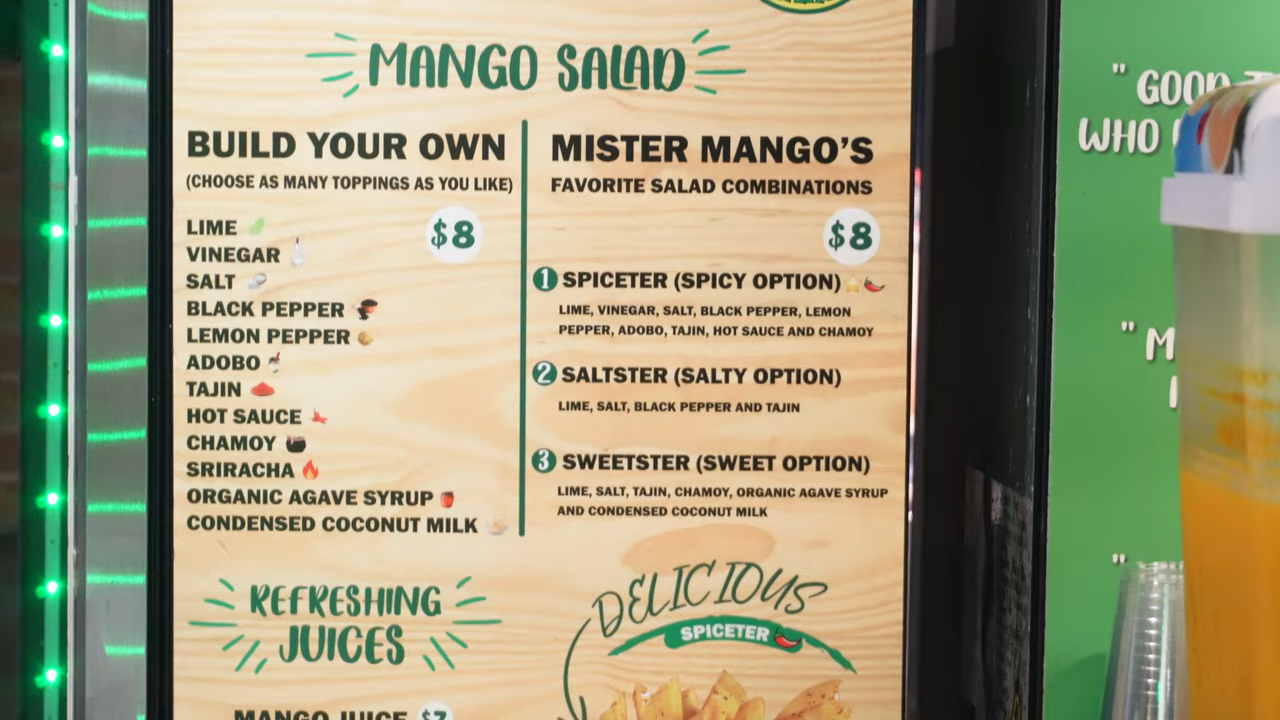 MANGO SALAD
BUILD YOUR OWN
(CHOOSE AS MANY TOPPINGS AS YOU LIKE)
$8
LIME
VINEGAR
SALT
BLACK PEPPER
LEMON PEPPER
ADOBO
TAJIN
HOT SAUCE
CHAMOY
SRIRACHA
ORGANIC AGAVE SYRUP
CONDENSED COCONUT MILK
MISTER MANGO'S
FAVORITE SALAD COMBINATIONS
$8
1 SPICETER (SPICY OPTION)
LIME, VINEGAR, SALT, BLACK PEPPER, LEMON
PEPPER, ADOBO, TAJIN, HOT SAUCE AND CHAMOY
2 SALTSTER (SALTY OPTION)
LIME, SALT, BLACK PEPPER AND TAJIN
3 SWEETSTER (SWEET OPTION)
LIME, SALT, TAJIN, CHAMOY, ORGANIC AGAVE SYRUP
AND CONDENSED COCONUT MILK
REFRESHING
JUICES
MANGO JUICE $7
DELICIOUS
SPICETER
" GOOD
WHO